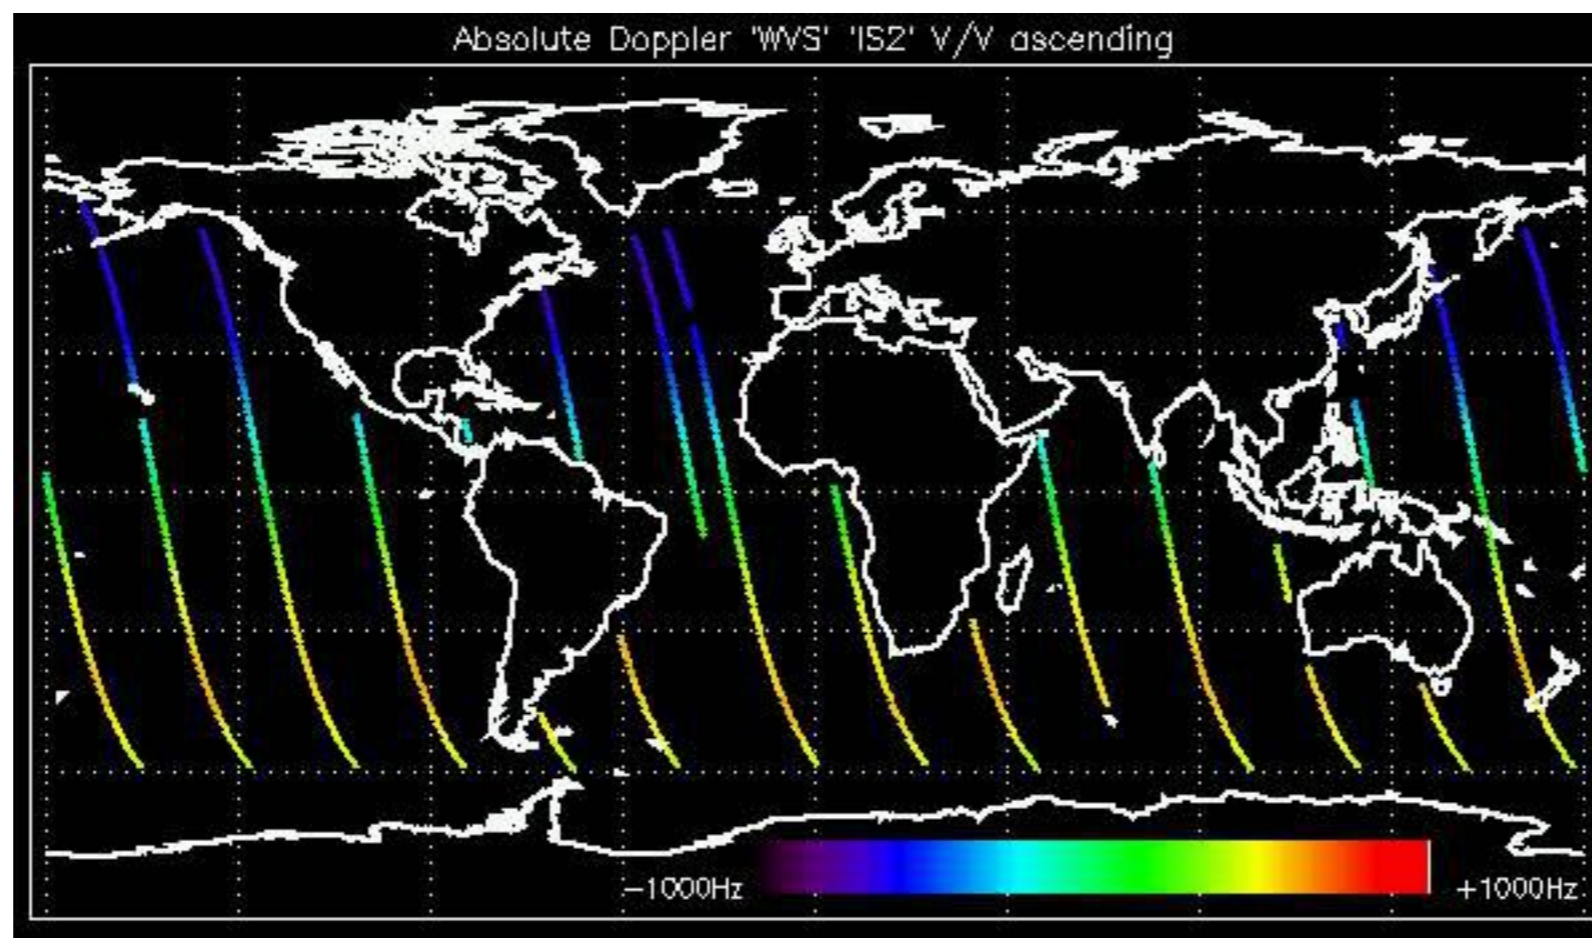 Absolute Doppler 'WVS' 'IS2' V/V ascending
−1000Hz +1000Hz